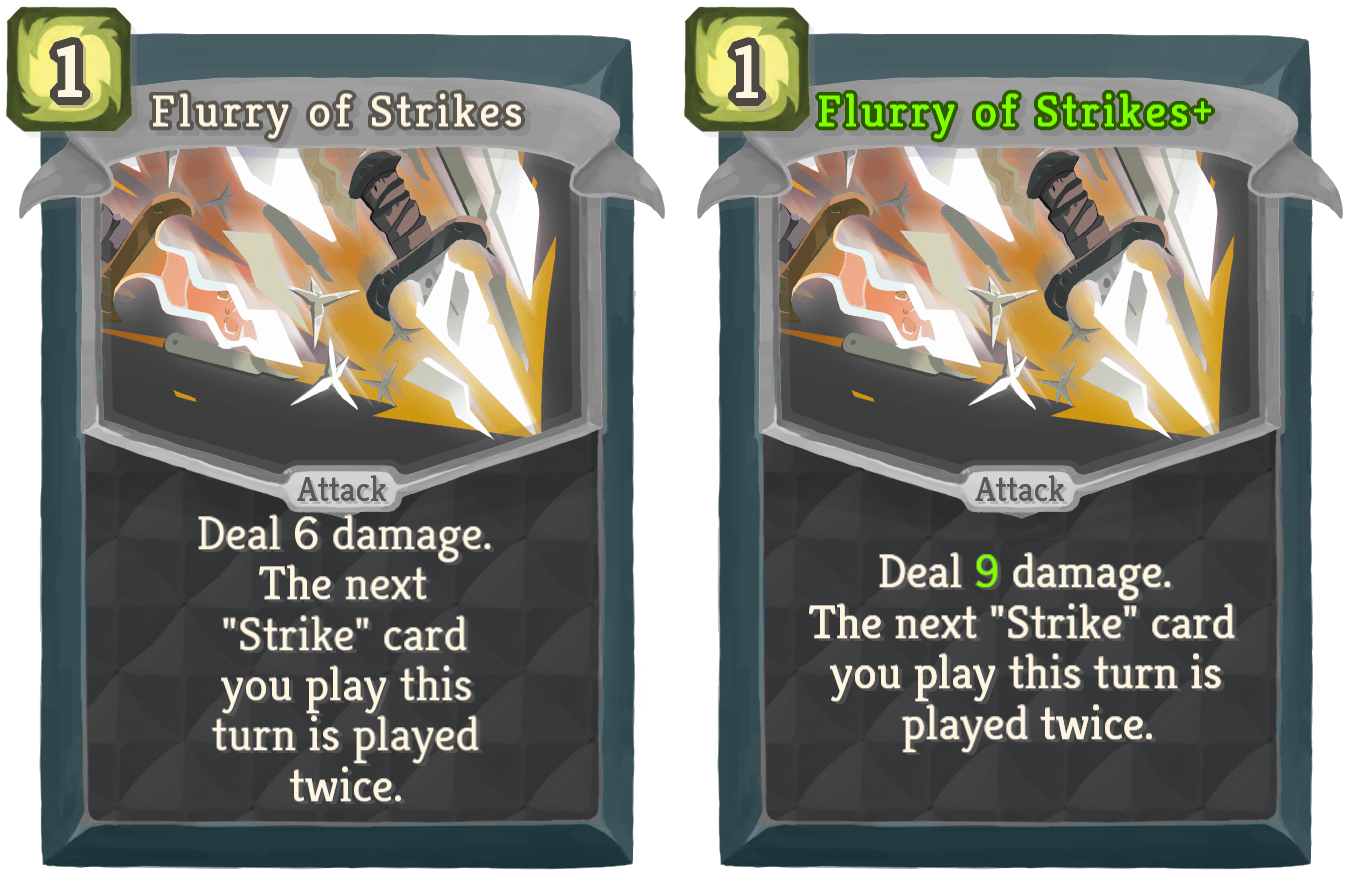 1
Flurry of Strikes
Attack
Deal 6 damage.
The next
"Strike" card
you play this
turn is played
twice.
1
Flurry of Strikes+
Attack
Deal 9 damage.
The next "Strike" card
you play this turn is
played twice.